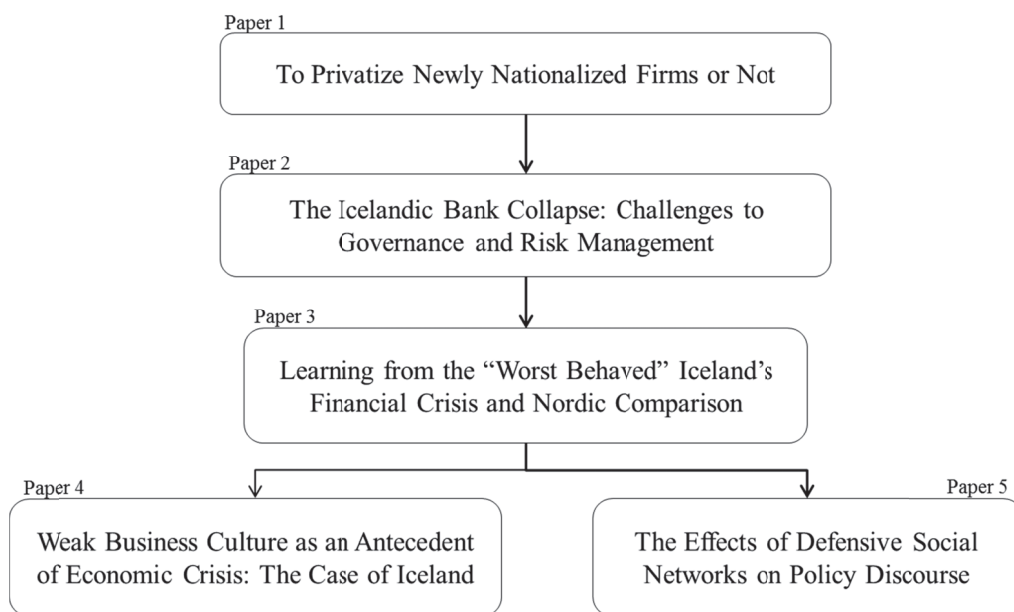 Paper 1
To Privatize Newly Nationalized Firms or Not
Paper 2
The Icelandic Bank Collapse: Challenges to
Governance and Risk Management
Paper 3
Learning from the “Worst Behaved” Iceland’s
Financial Crisis and Nordic Comparison
Paper 4
Weak Business Culture as an Antecedent
of Economic Crisis: The Case of Iceland
Paper 5
The Effects of Defensive Social
Networks on Policy Discourse